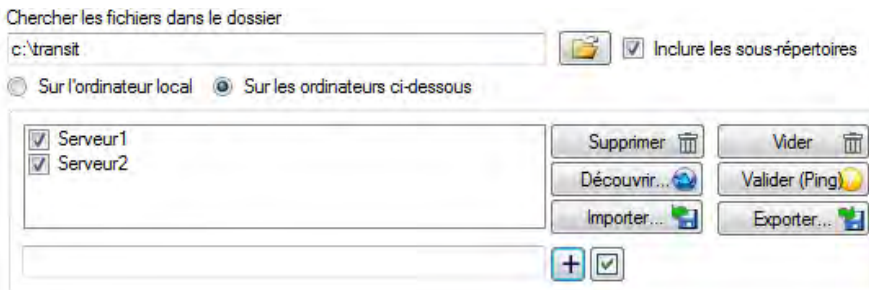 Chercher les fichiers dans le dossier
c:\transit
Inclure les sous-répertoires
Sur l'ordinateur local Sur les ordinateurs ci-dessous
Serveur1
Serveur2
Supprimer Vider
Découvrir... Valider (Ping)
Importer... Exporter...